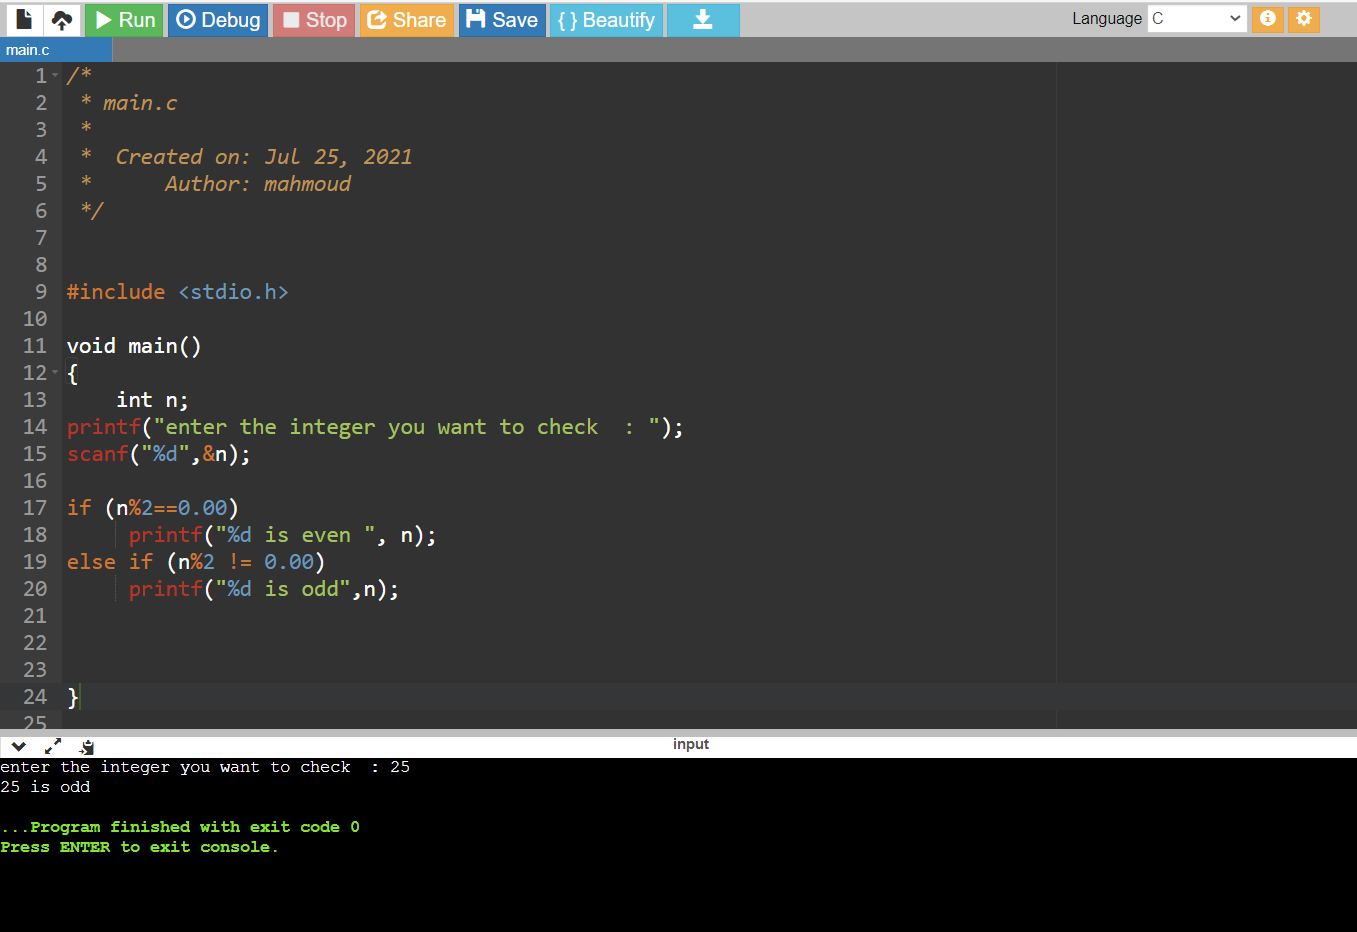 Run Debug Stop Share Save { } Beautify Language C
main.c
1 /*
2  * main.c
3  *
4  *  Created on: Jul 25, 2021
5  *      Author: mahmoud
6  */
7
8
9 #include <stdio.h>
10
11 void main()
12 {
13     int n;
14 printf("enter the integer you want to check  : ");
15 scanf("%d",&n);
16
17 if (n%2==0.00)
18      printf("%d is even ", n);
19 else if (n%2 != 0.00)
20      printf("%d is odd",n);
21
22
23
24 }
25
input
enter the integer you want to check  : 25
25 is odd
...Program finished with exit code 0
Press ENTER to exit console.